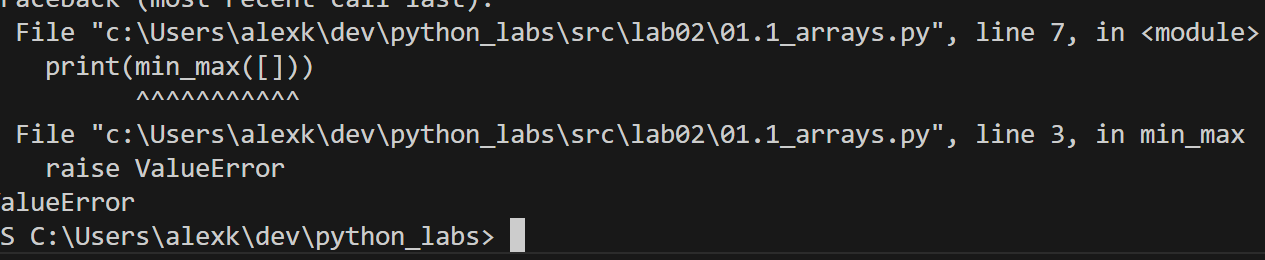 raceback (most recent call last):
File "c:\Users\alexk\dev\python_labs\src\lab02\01.1_arrays.py", line 7, in <module>
print(min_max([]))
^^^^^^^^^^^
File "c:\Users\alexk\dev\python_labs\src\lab02\01.1_arrays.py", line 3, in min_max
raise ValueError
alueError
S C:\Users\alexk\dev\python_labs>